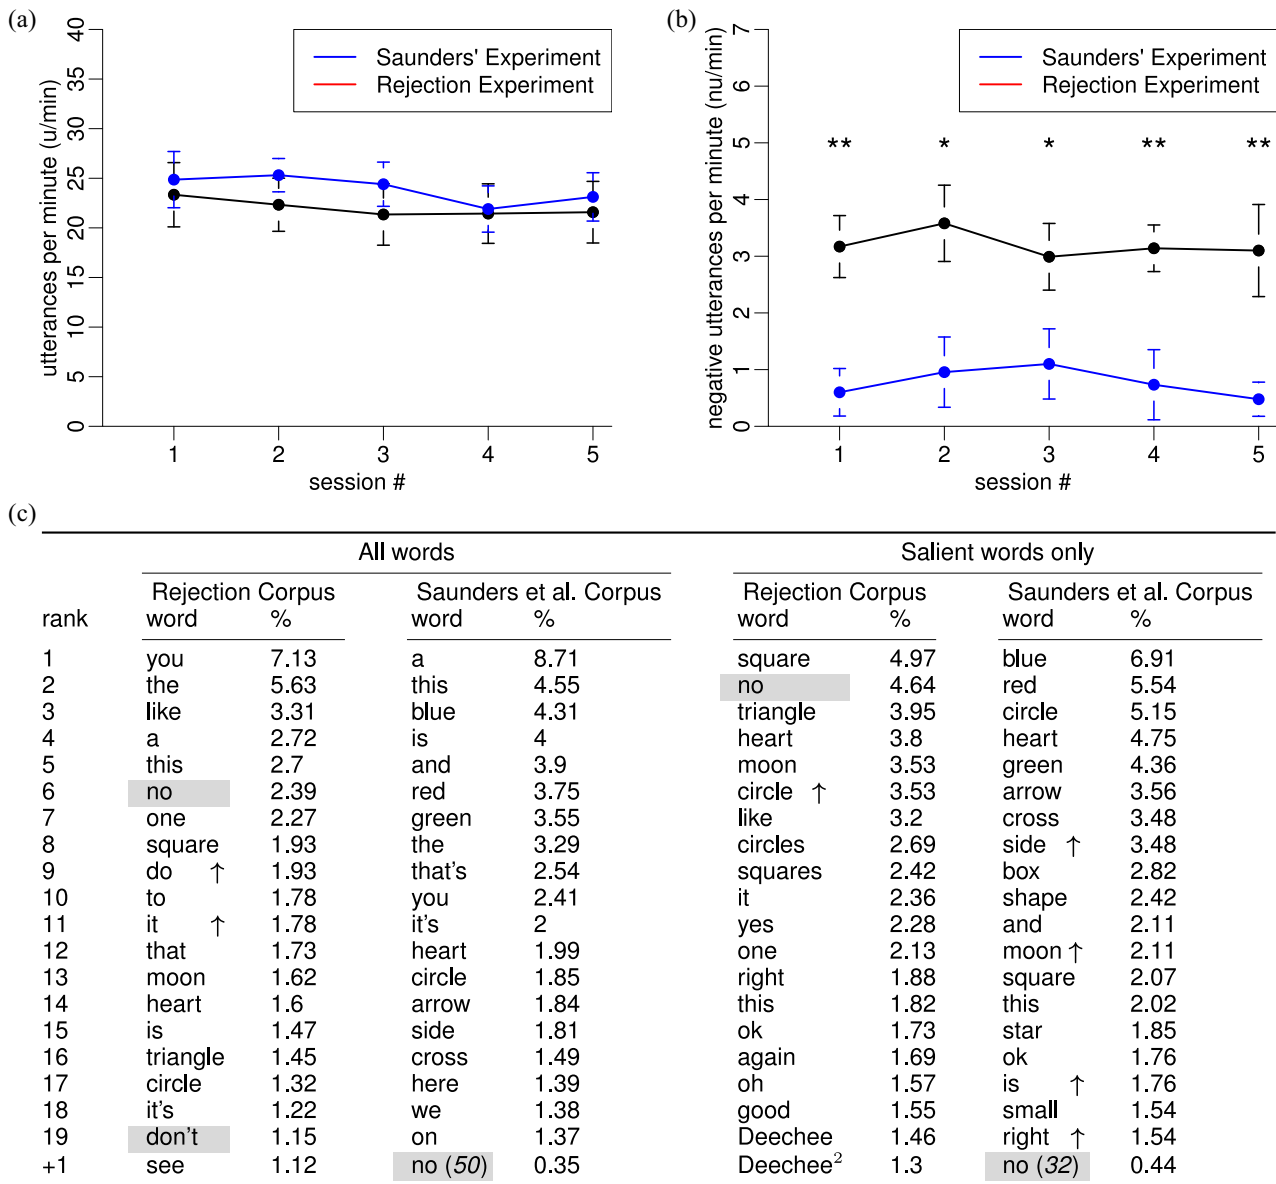 (a)
utterances per minute (u/min)
40
35
30
25
20
15
10
5
0
Saunders' Experiment
Rejection Experiment
1 2 3 4 5
session #
(b)
negative utterances per minute (nu/min)
7
6
5
4
3
2
1
0
Saunders' Experiment
Rejection Experiment
** * * ** **
1 2 3 4 5
session #
(c)
All words Salient words only
Rejection Corpus Saunders et al. Corpus Rejection Corpus Saunders et al. Corpus
rank word % word % word % word %
1 you 7.13 a 8.71 square 4.97 blue 6.91
2 the 5.63 this 4.55 no 4.64 red 5.54
3 like 3.31 blue 4.31 triangle 3.95 circle 5.15
4 a 2.72 is 4 heart 3.8 heart 4.75
5 this 2.7 and 3.9 moon 3.53 green 4.36
6 no 2.39 red 3.75 circle ↑ 3.53 arrow 3.56
7 one 2.27 green 3.55 like 3.2 cross 3.48
8 square 1.93 the 3.29 circles 2.69 side ↑ 3.48
9 do ↑ 1.93 that's 2.54 squares 2.42 box 2.82
10 to 1.78 you 2.41 it 2.36 shape 2.42
11 it ↑ 1.78 it's 2 yes 2.28 and 2.11
12 that 1.73 heart 1.99 one 2.13 moon ↑ 2.11
13 moon 1.62 circle 1.85 right 1.88 square 2.07
14 heart 1.6 arrow 1.84 this 1.82 this 2.02
15 is 1.47 side 1.81 ok 1.73 star 1.85
16 triangle 1.45 cross 1.49 again 1.69 ok 1.76
17 circle 1.32 here 1.39 oh 1.57 is ↑ 1.76
18 it's 1.22 we 1.38 good 1.55 small 1.54
19 don't 1.15 on 1.37 Deechee 1.46 right ↑ 1.54
+1 see 1.12 no (50) 0.35 Deechee² 1.3 no (32) 0.44